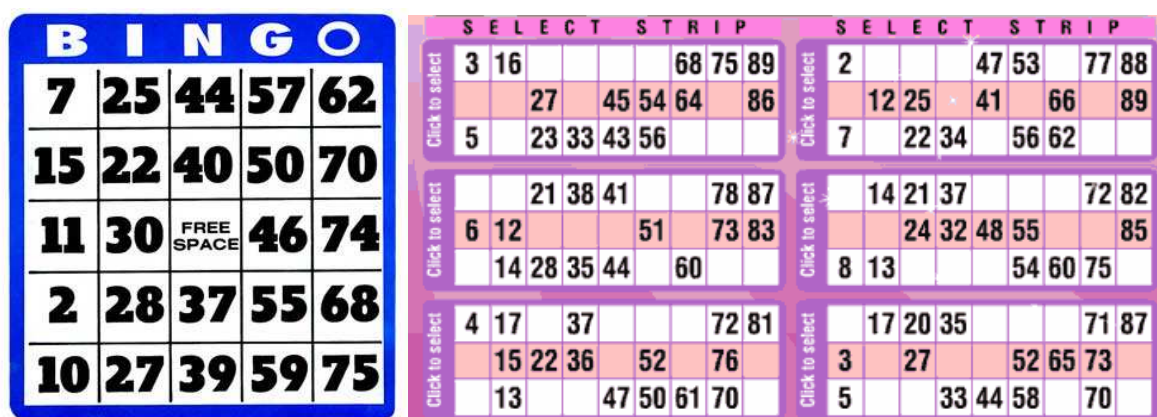 B I N G O
7 25 44 57 62
15 22 40 50 70
11 30 FREE SPACE 46 74
2 28 37 55 68
10 27 39 59 75
SELECT STRIP
Click to select
3 16 68 75 89
27 45 54 64 86
5 23 33 43 56
Click to select
21 38 41 78 87
6 12 51 73 83
14 28 35 44 60
Click to select
4 17 37 72 81
15 22 36 52 76
13 47 50 61 70
SELECT STRIP
Click to select
2 47 53 77 88
12 25 41 66 89
7 22 34 56 62
Click to select
14 21 37 72 82
24 32 48 55 85
8 13 54 60 75
Click to select
17 20 35 71 87
3 27 52 65 73
5 33 44 58 70